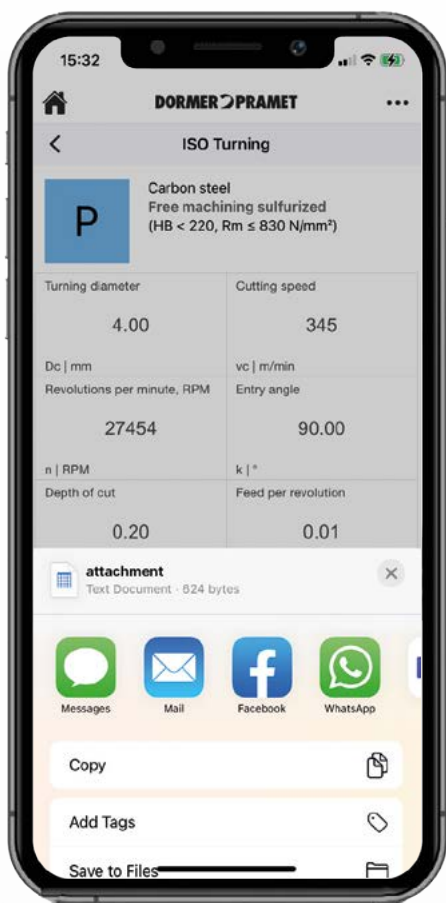 15:32
DORMER PRAMET
ISO Turning
P
Carbon steel
Free machining sulfurized
(HB < 220, Rm ≤ 830 N/mm²)
Turning diameter
4.00
Dc | mm
Cutting speed
345
vc | m/min
Revolutions per minute, RPM
27454
n | RPM
Entry angle
90.00
k | °
Depth of cut
0.20
Feed per revolution
0.01
attachment
Text Document · 624 bytes
Messages
Mail
Facebook
WhatsApp
Copy
Add Tags
Save to Files